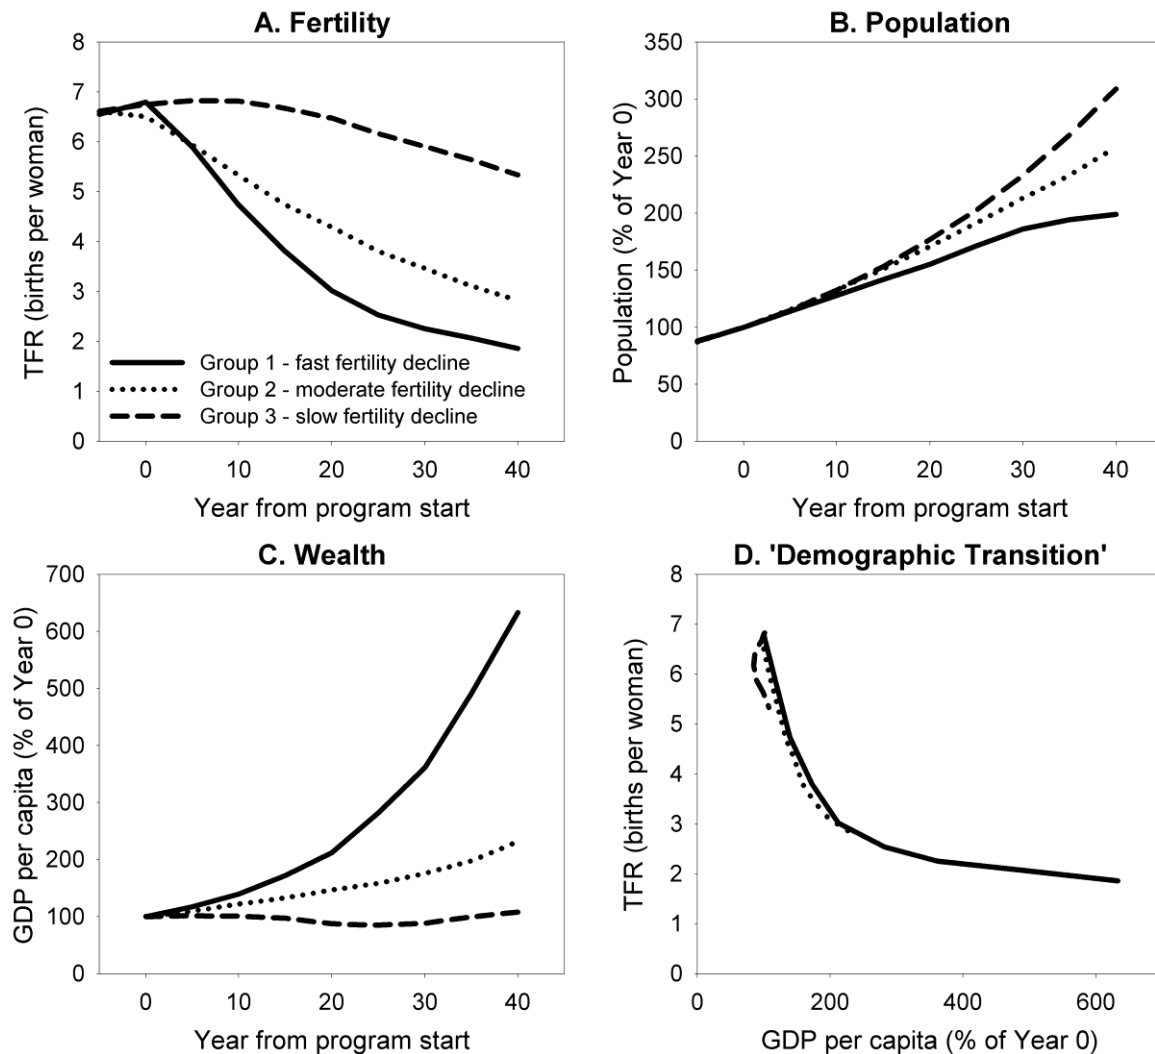 A. Fertility
8
7
6
5
4
3
2
1
0
TFR (births per woman)
Group 1 - fast fertility decline
Group 2 - moderate fertility decline
Group 3 - slow fertility decline
0 10 20 30 40
Year from program start
B. Population
350
300
250
200
150
100
50
0
Population (% of Year 0)
0 10 20 30 40
Year from program start
C. Wealth
700
600
500
400
300
200
100
0
GDP per capita (% of Year 0)
0 10 20 30 40
Year from program start
D. 'Demographic Transition'
8
7
6
5
4
3
2
1
0
TFR (births per woman)
0 200 400 600
GDP per capita (% of Year 0)